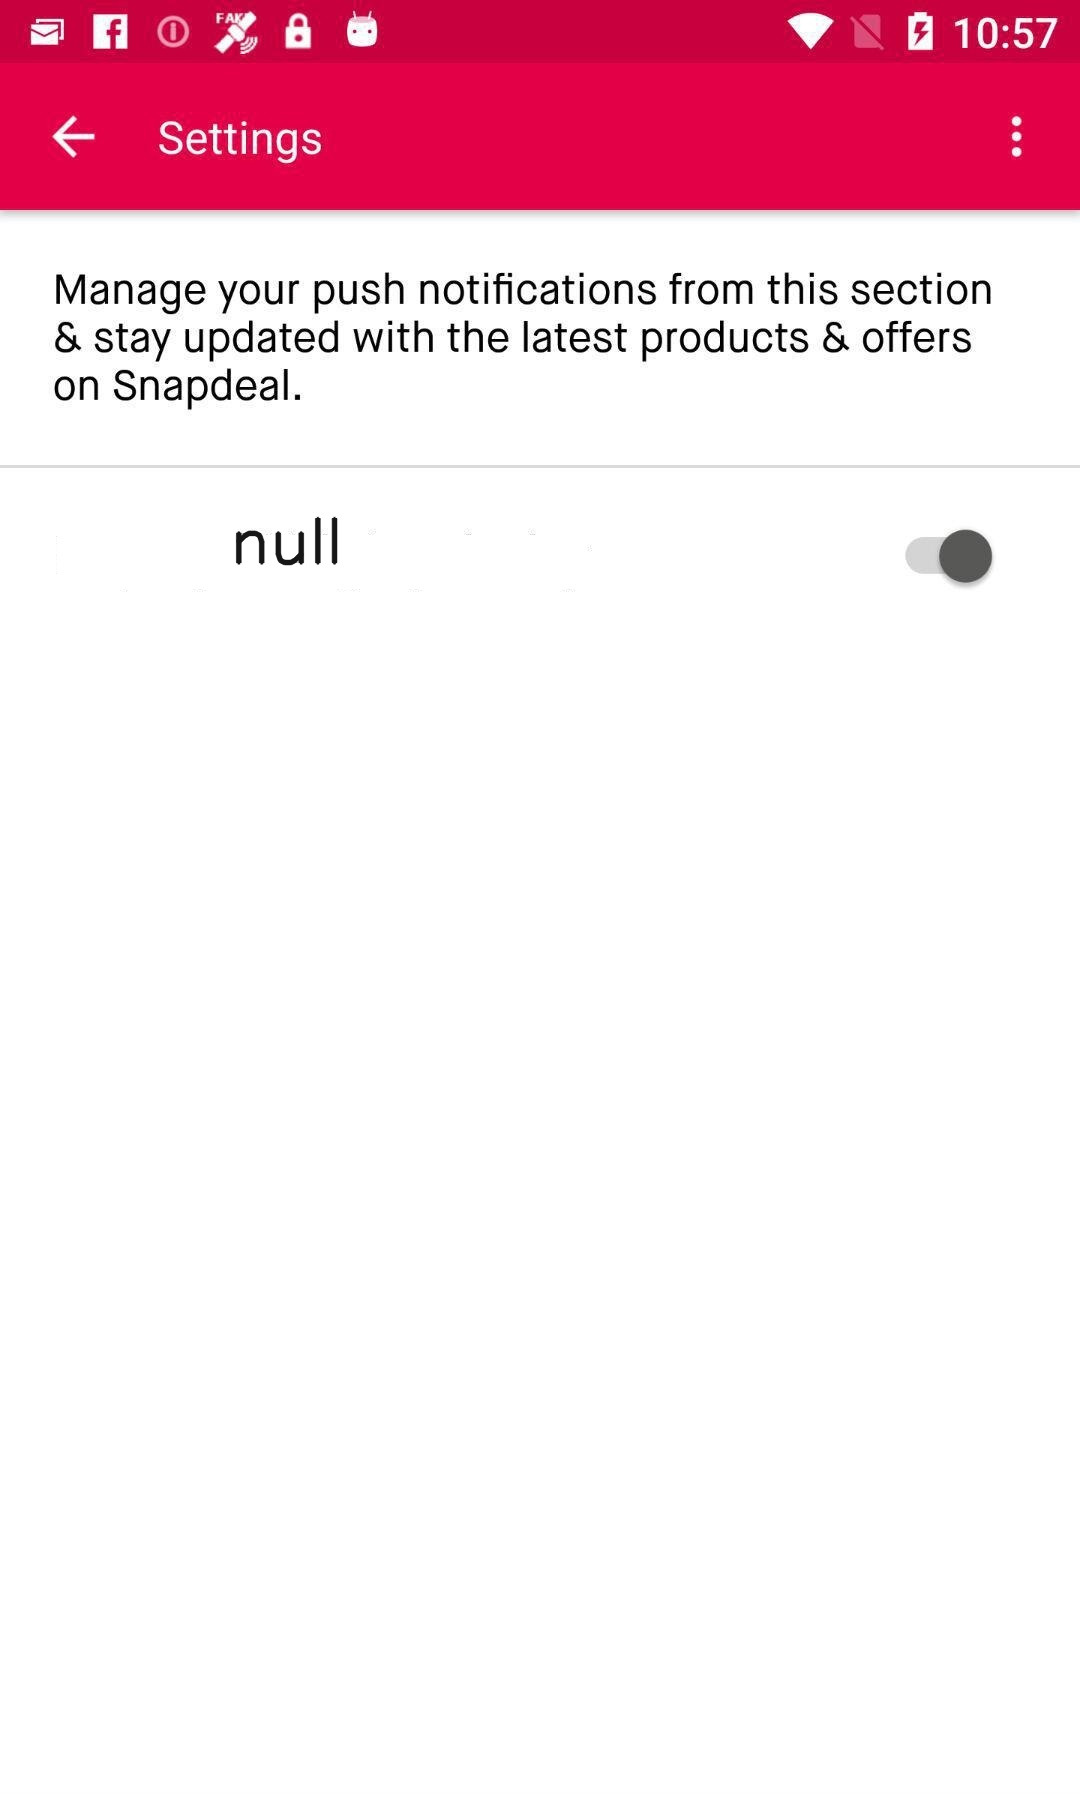 FAKE
10:57
Settings
Manage your push notifications from this section
& stay updated with the latest products & offers
on Snapdeal.
null